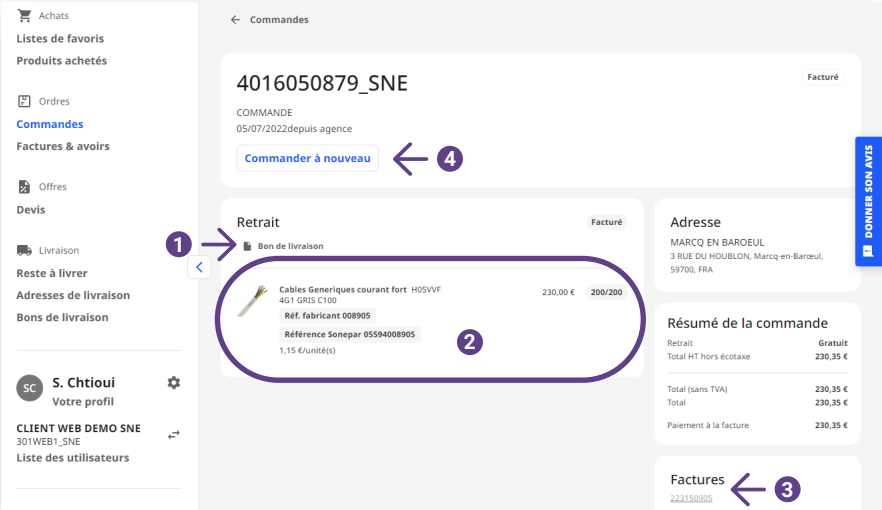 Achats
Listes de favoris
Produits achetés
Ordres
Commandes
Factures & avoirs
Offres
Devis
Livraison
Reste à livrer
Adresses de livraison
Bons de livraison
SC
S. Chtioui
Votre profil
CLIENT WEB DEMO SNE
301WEB1_SNE
Liste des utilisateurs
Commandes
4016050879_SNE
Facturé
COMMANDE
05/07/2022depuis agence
Commander à nouveau
4
Retrait
Facturé
1
Bon de livraison
Cables Generiques courant fort H05VVF
4G1 GRIS C100
230,00 €
200/200
Réf. fabricant 008905
Référence Sonepar 05594008905
1,15 €/unité(s)
2
Adresse
MARCQ EN BAROEUL
3 RUE DU HOUBLON, Marcq-en-Barœul,
59700, FRA
Résumé de la commande
Retrait Gratuit
Total HT hors écotaxe 230,35 €
Total (sans TVA) 230,35 €
Total 230,35 €
Paiement à la facture 230,35 €
Factures
223150905
3
DONNER SON AVIS